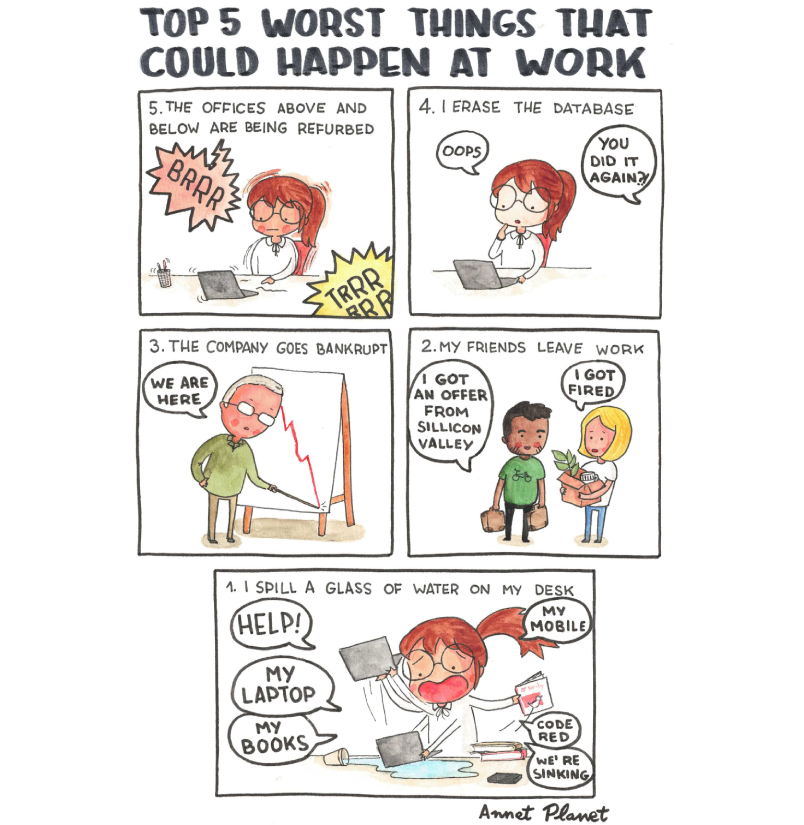 TOP 5 WORST THINGS THAT
COULD HAPPEN AT WORK
5. THE OFFICES ABOVE AND
BELOW ARE BEING REFURBED
BRRR
TRRR
BRR
4. I ERASE THE DATABASE
OOPS
YOU
DID IT
AGAIN?
3. THE COMPANY GOES BANKRUPT
WE ARE
HERE
2. MY FRIENDS LEAVE WORK
I GOT
AN OFFER
FROM
SILLICON
VALLEY
I GOT
FIRED
1. I SPILL A GLASS OF WATER ON MY DESK
HELP!
MY
LAPTOP
MY
BOOKS
MY
MOBILE
CODE
RED
WE'RE
SINKING
Annet Planet